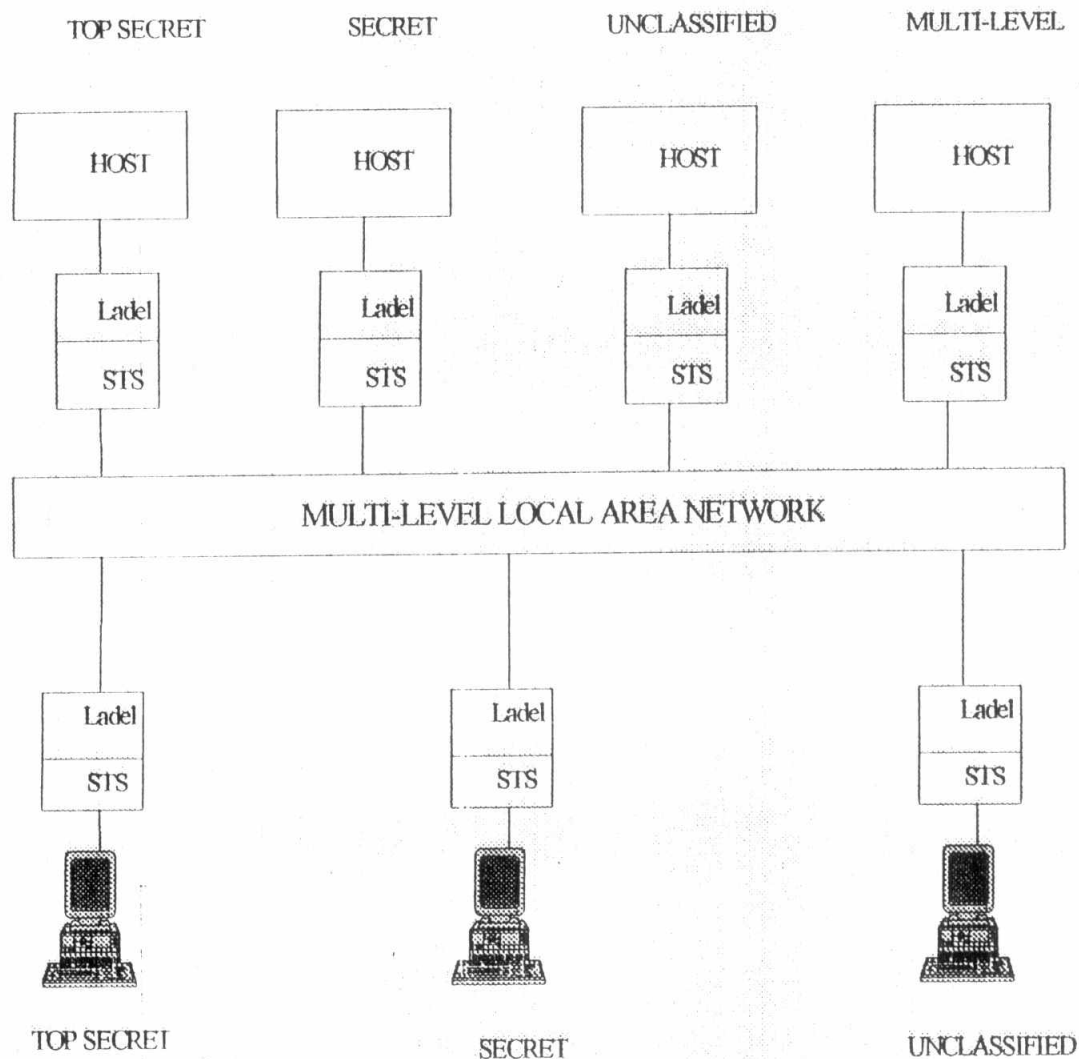 TOP SECRET SECRET UNCLASSIFIED MULTI-LEVEL
HOST HOST HOST HOST
Ladel Ladel Ladel Ladel
STS STS STS STS
MULTI-LEVEL LOCAL AREA NETWORK
Ladel Ladel Ladel
STS STS STS
TOP SECRET SECRET UNCLASSIFIED